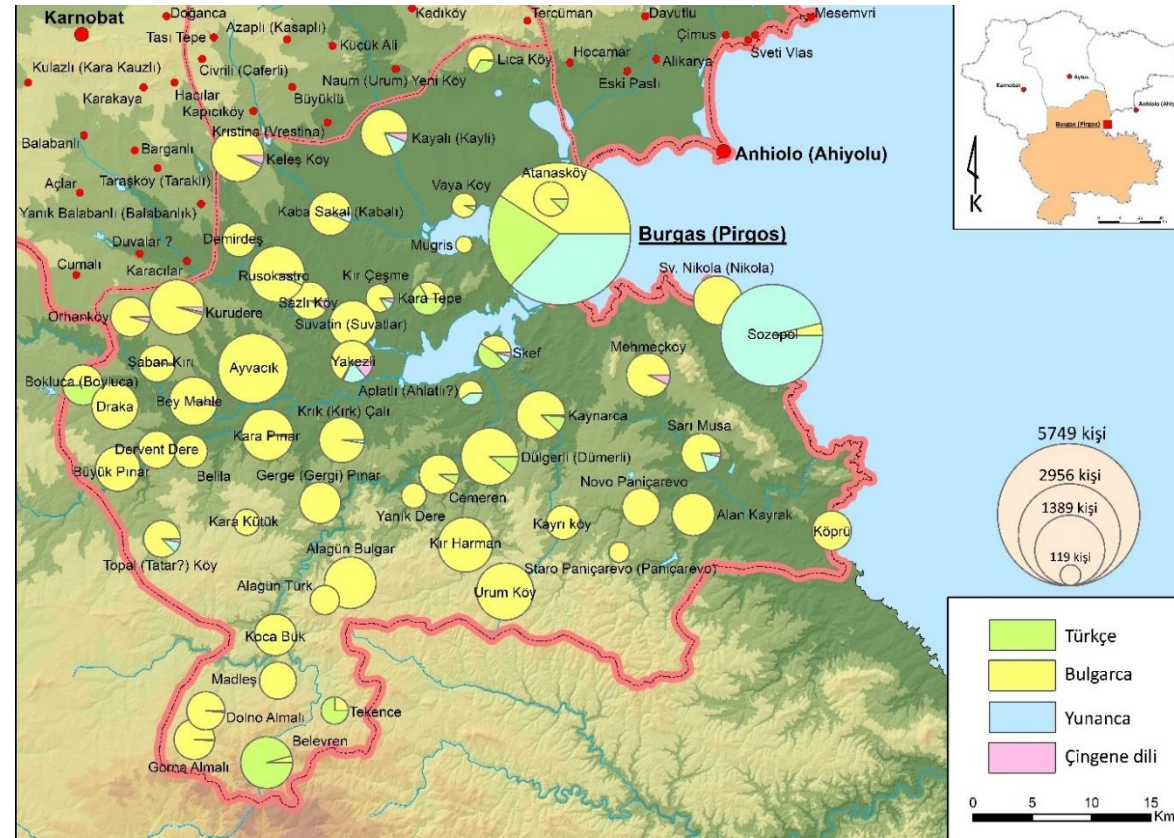 Karnobat
Doğanca
Kadıköy
Tercüman
Davutlu
Mesemvri
Azaplı (Kasaplı)
Tası Tepe
Küçük Ali
Çimus
Hocamar
Sveti Vlas
Kulazlı (Kara Kauzlı)
Civrili (Caferli)
Lıca Köy
Alikarya
Naum (Urum) Yeni Köy
Eski Paslı
Karakaya
Hacılar
Büyüklü
Kapıcıköy
Kristina (Vrestina)
Kayalı (Kayli)
Balabanlı
Barganlı
Keleş Köy
Anhiolo (Ahiyolu)
Taraşköy (Taraklı)
Atanasköy
Açlar
Vaya Köy
Yanık Balabanlı (Balabanlık)
Kaba Sakal (Kabalı)
Burgas (Pirgos)
Demirdeş
Mugris
Duvalar ?
Cumalı
Karacılar
Rusokastro
Kır Çeşme
Sv. Nikola (Nikola)
Sazlı Köy
Kara Tepe
Orhanköy
Kurudere
Suvatin (Suvatlar)
Sozopol
Şaban Kırı
Ayvacık
Yakezli
Skef
Mehmeçköy
Bokluca (Boyluca)
Aplatlı (Ahlatlı?)
Draka
Bey Mahle
Krık (Kırk) Çalı
Kaynarca
Kara Pınar
Sarı Musa
Dervent Dere
Dülgerli (Dümerli)
Büyük Pınar
Belila
Gerge (Gergi) Pınar
Cemeren
Novo Paniçarevo
Yanık Dere
Kara Kütük
Kayrı köy
Alan Kayrak
Köprü
Kır Harman
Topal (Tatar?) Köy
Alagün Bulgar
Staro Paniçarevo (Paniçarevo)
Alagün Türk
Urum Köy
Koca Bük
Madleş
Dolno Almalı
Tekence
Gorna Almalı
Belevren
Karnobat
Aytos
Burgas (Pirgos)
K
5749 kişi
2956 kişi
1389 kişi
119 kişi
Türkçe
Bulgarca
Yunanca
Çingene dili
0 5 10 15
Km